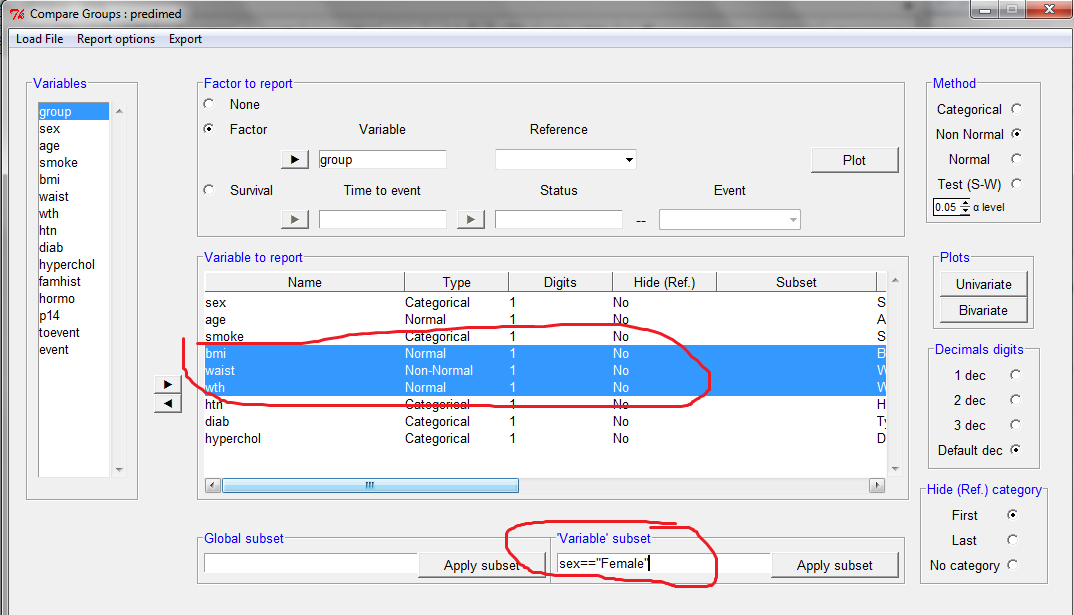 Compare Groups : predimed
Load File Report options Export
Variables
group
sex
age
smoke
bmi
waist
wth
htn
diab
hyperchol
famhist
hormo
p14
toevent
event
Factor to report
None
Factor Variable Reference
group
Plot
Survival Time to event Status Event
--
Variable to report
Name Type Digits Hide (Ref.) Subset
sex Categorical 1 No S
age Normal 1 No A
smoke Categorical 1 No S
bmi Normal 1 No B
waist Non-Normal 1 No W
wth Normal 1 No W
htn Categorical 1 No H
diab Categorical 1 No Ty
hyperchol Categorical 1 No D
Global subset
Apply subset
'Variable' subset
sex=="Female"
Apply subset
Method
Categorical
Non Normal
Normal
Test (S-W)
0.05 α level
Plots
Univariate
Bivariate
Decimals digits
1 dec
2 dec
3 dec
Default dec
Hide (Ref.) category
First
Last
No category